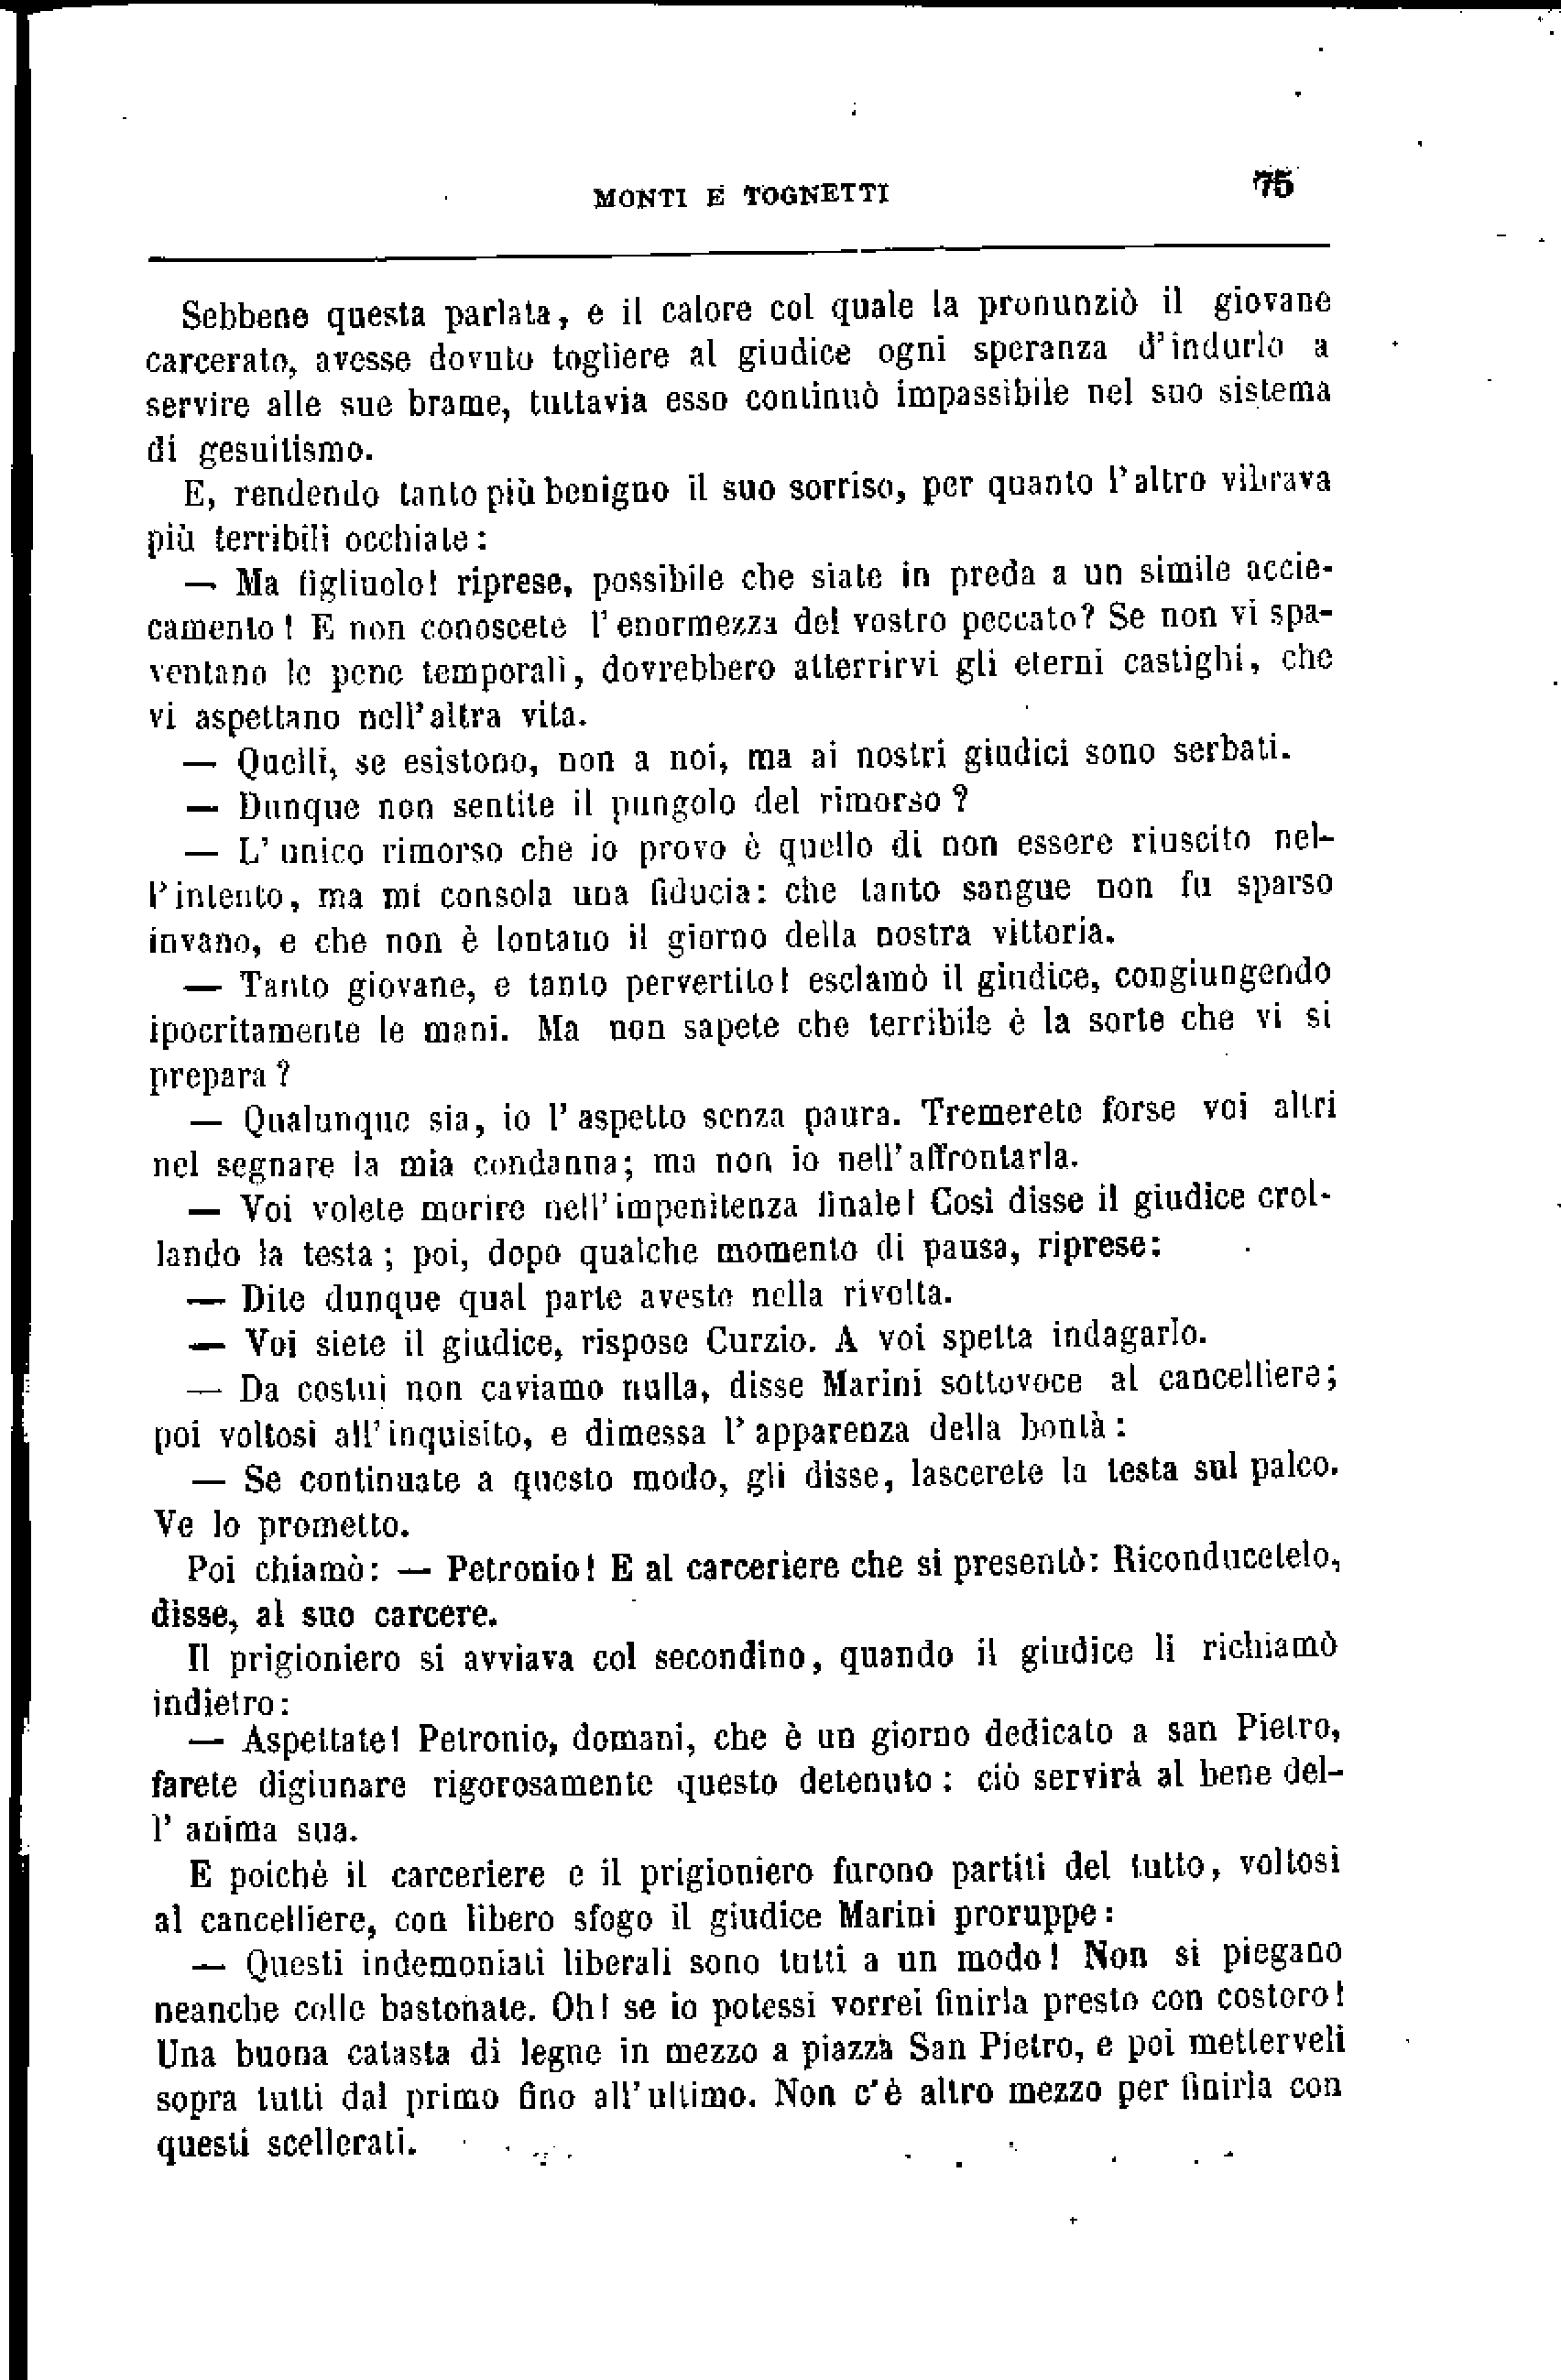 MONTI E TOGNETTI 75
Sebbene questa parlata, e il calore col quale la pronunziò il giovane
carcerato, avesse dovuto togliere al giudice ogni speranza d'indurlo a
servire alle sue brame, tuttavia esso continuò impassibile nel suo sistema
di gesuitismo.
E, rendendo tanto più benigno il suo sorriso, per quanto l'altro vibrava
più terribili occhiate:
— Ma figliuolo! riprese, possibile che siate in preda a un simile accie-
camento! E non conoscete l'enormezza del vostro peccato? Se non vi spa-
ventano le pene temporali, dovrebbero atterrirvi gli eterni castighi, che
vi aspettano nell'altra vita.
— Quelli, se esistono, non a noi, ma ai nostri giudici sono serbati.
— Dunque non sentite il pungolo del rimorso?
— L'unico rimorso che io provo è quello di non essere riuscito nel-
l'intento, ma mi consola una fiducia: che tanto sangue non fu sparso
invano, e che non è lontano il giorno della nostra vittoria.
— Tanto giovane, e tanto pervertito! esclamò il giudice, congiungendo
ipocritamente le mani. Ma non sapete che terribile è la sorte che vi si
prepara?
— Qualunque sia, io l'aspetto senza paura. Tremerete forse voi altri
nel segnare la mia condanna; ma non io nell'affrontarla.
— Voi volete morire nell'impenitenza finale! Così disse il giudice crol-
lando la testa; poi, dopo qualche momento di pausa, riprese:
— Dite dunque qual parte aveste nella rivolta.
— Voi siete il giudice, rispose Curzio. A voi spetta indagarlo.
— Da costui non caviamo nulla, disse Marini sottovoce al cancelliere;
poi voltosi all'inquisito, e dimessa l'apparenza della bontà:
— Se continuate a questo modo, gli disse, lascerete la testa sul palco.
Ve lo prometto.
Poi chiamò: — Petronio! E al carceriere che si presentò: Riconducetelo,
disse, al suo carcere.
Il prigioniero si avviava col secondino, quando il giudice li richiamò
indietro:
— Aspettate! Petronio, domani, che è un giorno dedicato a san Pietro,
farete digiunare rigorosamente questo detenuto: ciò servirà al bene del-
l'anima sua.
E poichè il carceriere e il prigioniero furono partiti del tutto, voltosi
al cancelliere, con libero sfogo il giudice Marini proruppe:
— Questi indemoniati liberali sono tutti a un modo! Non si piegano
neanche colle bastonate. Oh! se io potessi vorrei finirla presto con costoro!
Una buona catasta di legne in mezzo a piazza San Pietro, e poi metterveli
sopra tutti dal primo fino all'ultimo. Non c'è altro mezzo per finirla con
questi scellerati.